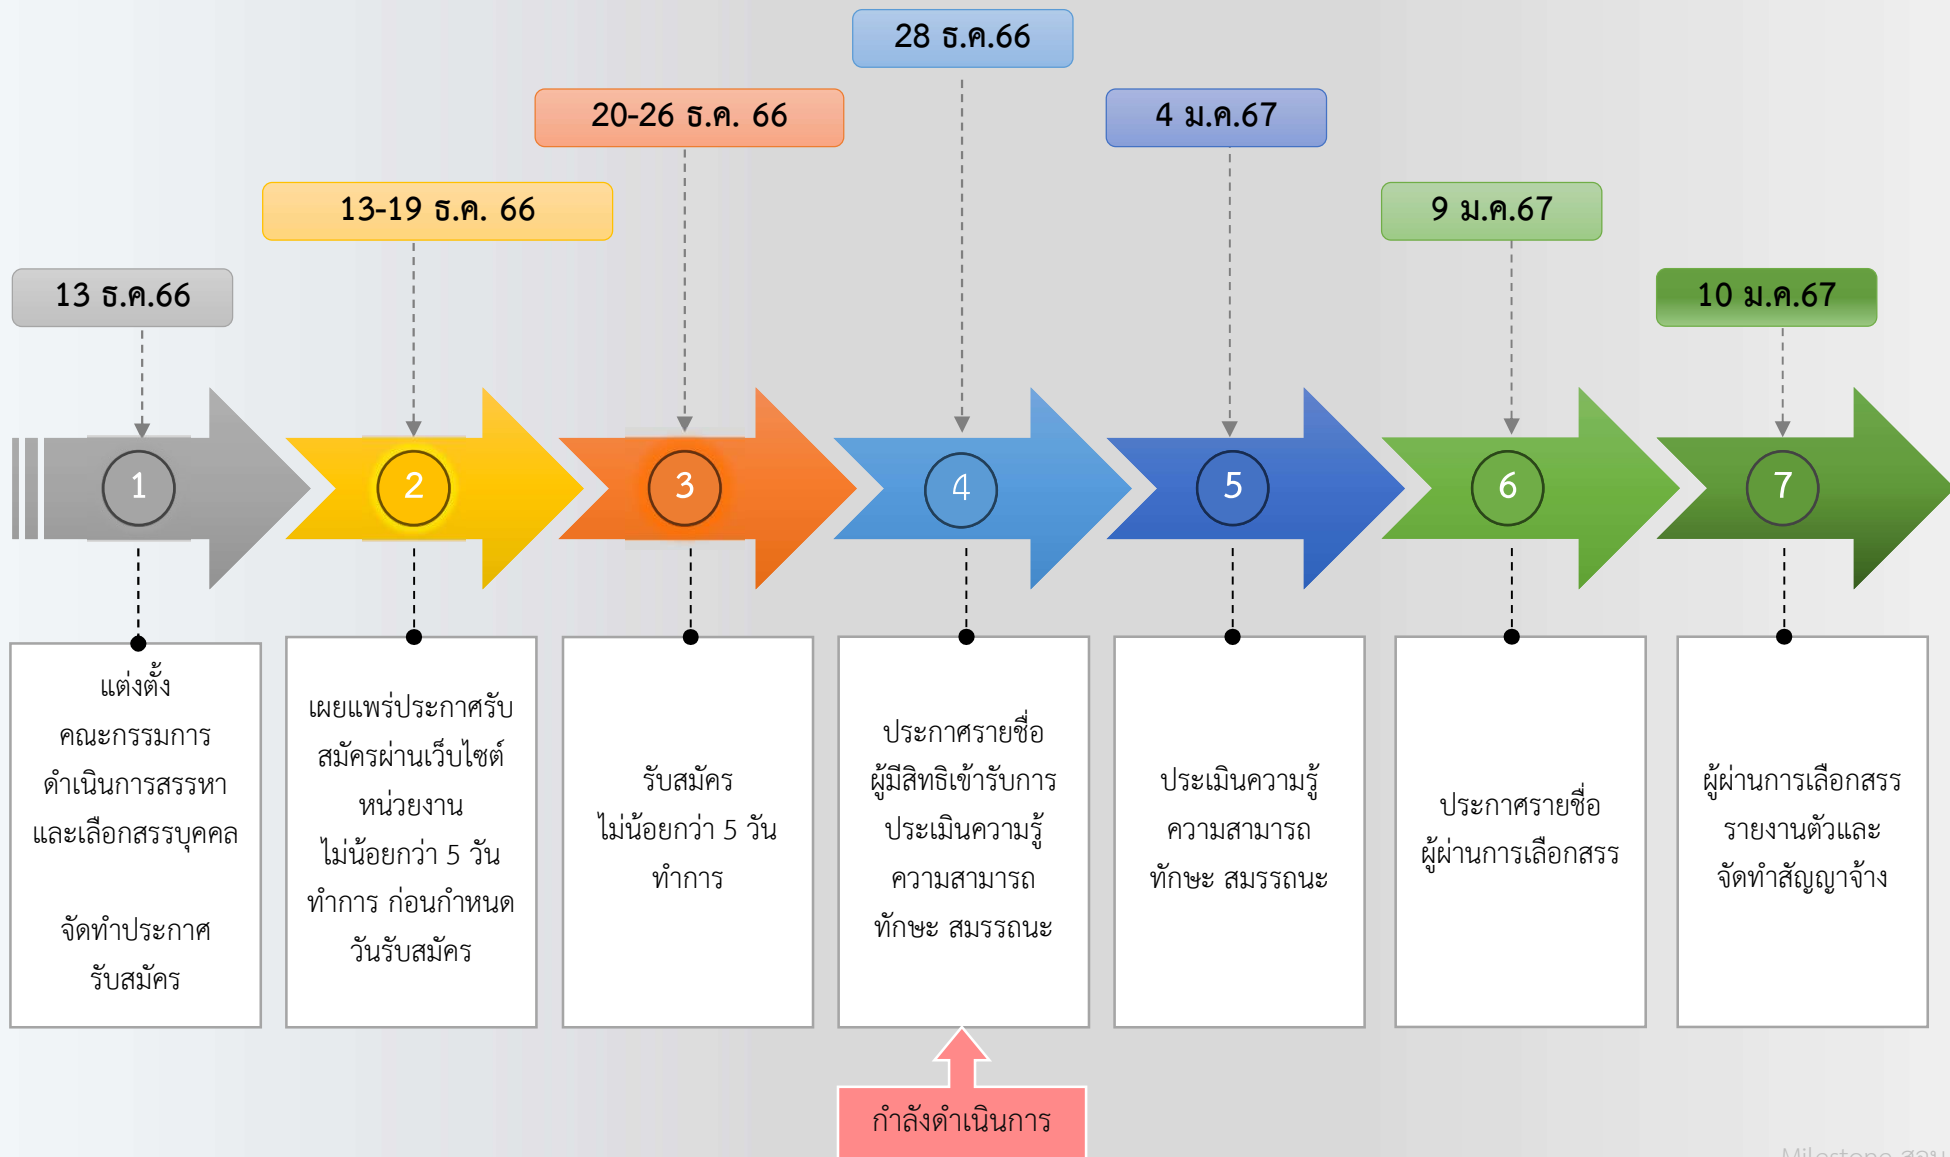 28 ธ.ค.66
20-26 ธ.ค. 66
4 ม.ค.67
13-19 ธ.ค. 66
9 ม.ค.67
13 ธ.ค.66
10 ม.ค.67
1
2
3
4
5
6
7
แต่งตั้ง
คณะกรรมการ
ดำเนินการสรรหา
และเลือกสรรบุคคล
จัดทำประกาศ
รับสมัคร
เผยแพร่ประกาศรับ
สมัครผ่านเว็บไซต์
หน่วยงาน
ไม่น้อยกว่า 5 วัน
ทำการ ก่อนกำหนด
วันรับสมัคร
รับสมัคร
ไม่น้อยกว่า 5 วัน
ทำการ
ประกาศรายชื่อ
ผู้มีสิทธิเข้ารับการ
ประเมินความรู้
ความสามารถ
ทักษะ สมรรถนะ
ประเมินความรู้
ความสามารถ
ทักษะ สมรรถนะ
ประกาศรายชื่อ
ผู้ผ่านการเลือกสรร
ผู้ผ่านการเลือกสรร
รายงานตัวและ
จัดทำสัญญาจ้าง
กำลังดำเนินการ
Milestone สอบ